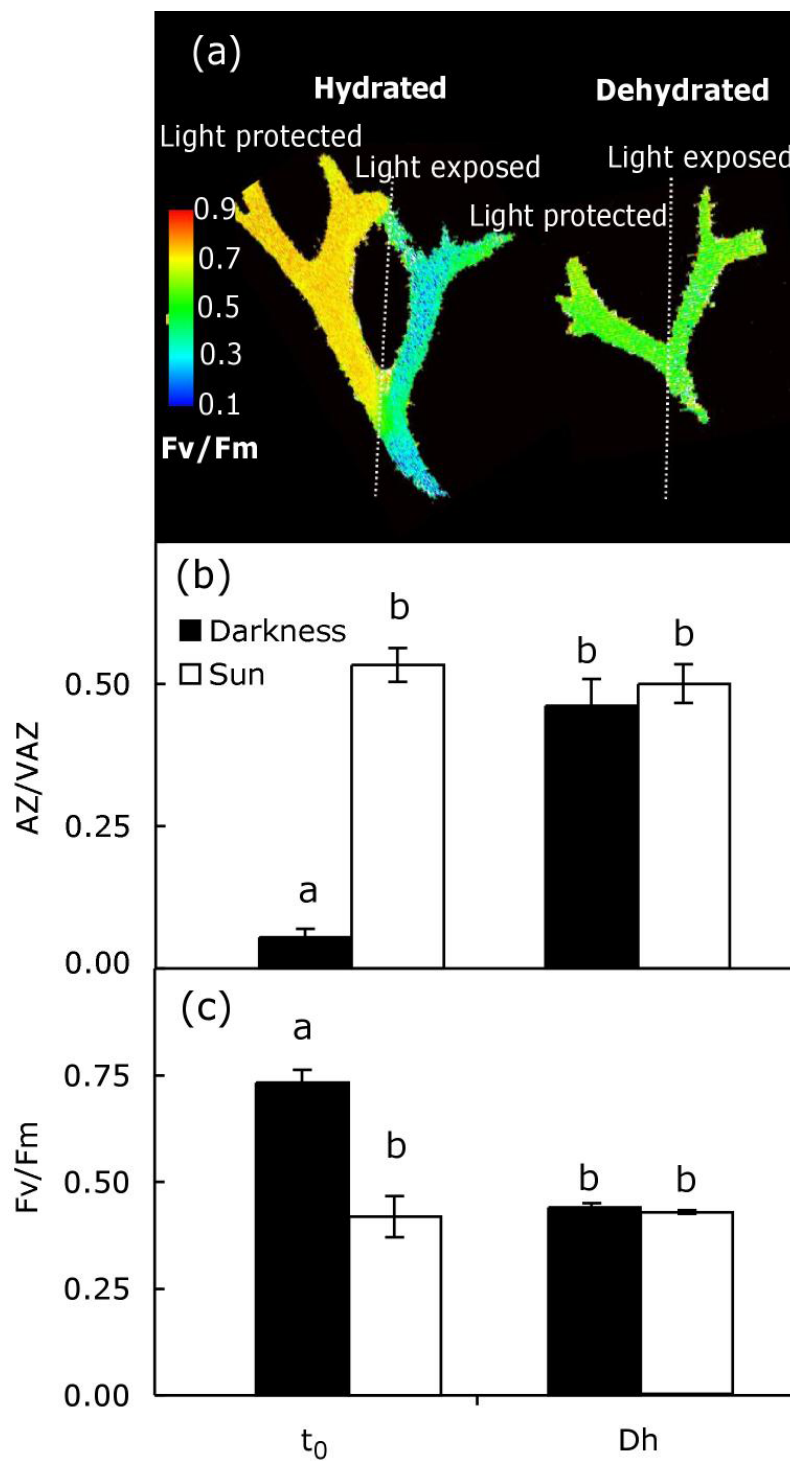 (a)
Hydrated
Dehydrated
Light protected
Light exposed
Light exposed
Light protected
0.9
0.7
0.5
0.3
0.1
Fv/Fm
(b)
b
Darkness
b
b
Sun
0.50
AZ/VAZ
0.25
a
0.00
(c)
a
0.75
b
Fv/Fm
0.50
b
b
0.25
0.00
t0
Dh